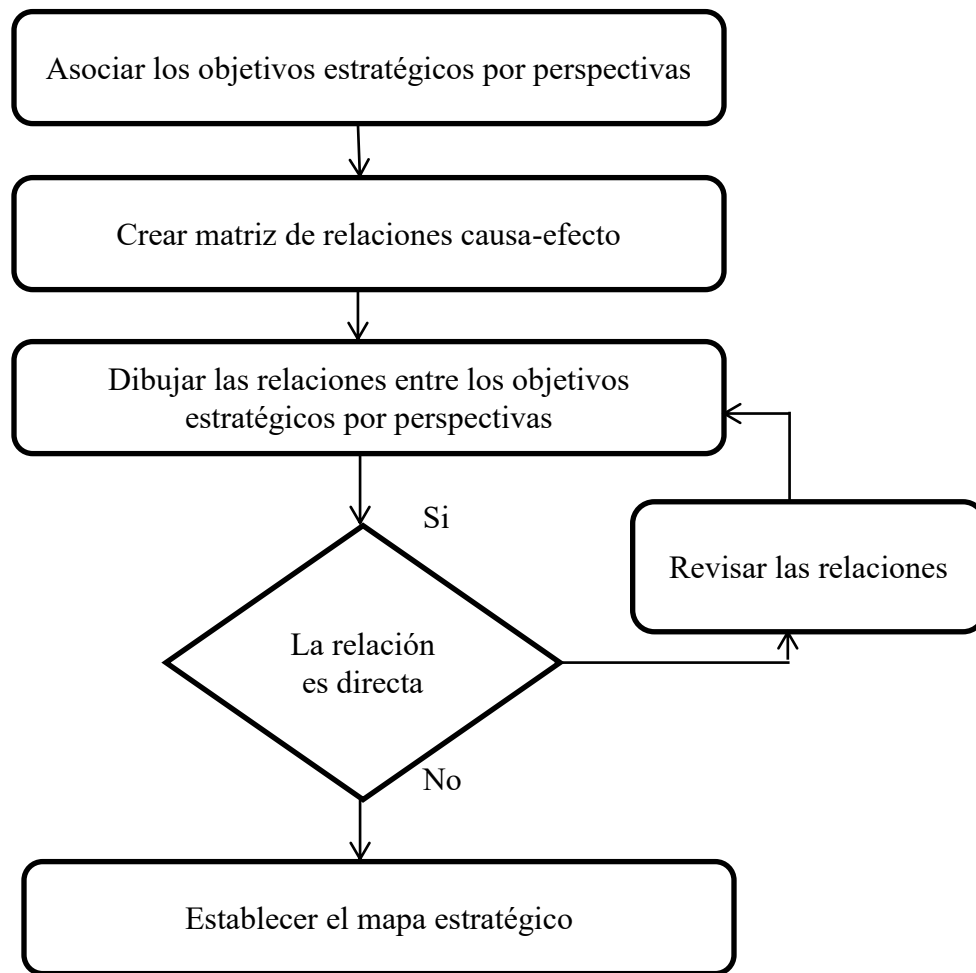 Asociar los objetivos estratégicos por perspectivas
Crear matriz de relaciones causa-efecto
Dibujar las relaciones entre los objetivos
estratégicos por perspectivas
Si
Revisar las relaciones
La relación
es directa
No
Establecer el mapa estratégico